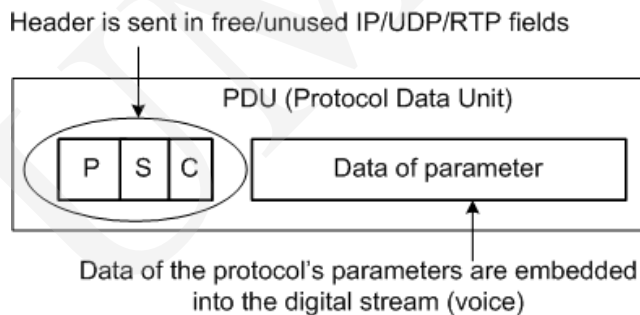 Header is sent in free/unused IP/UDP/RTP fields
PDU (Protocol Data Unit)
P S C Data of parameter
Data of the protocol's parameters are embedded
into the digital stream (voice)